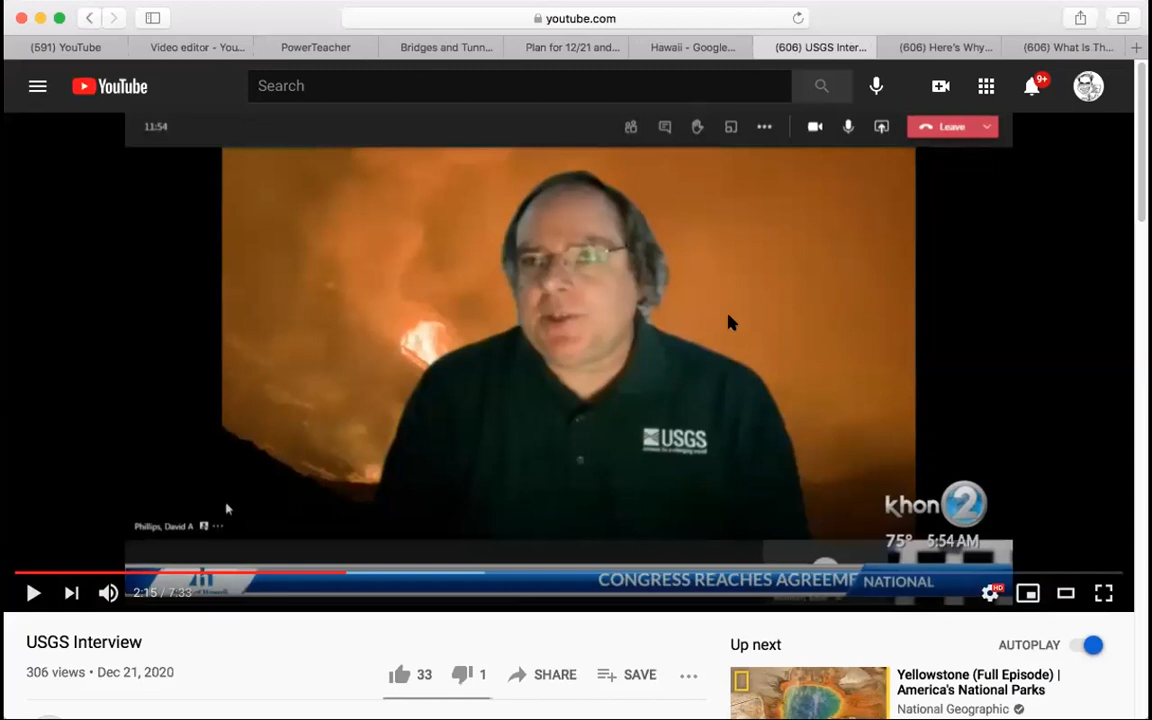 youtube.com
(591) YouTube
Video editor - You...
PowerTeacher
Bridges and Tunn...
Plan for 12/21 and...
Hawaii - Google...
(606) USGS Inter...
(606) Here's Why...
(606) What Is Th...
YouTube
Search
9+
11:54
Leave
USGS
Phillips, David A
khon 2
75° 5:54 AM
CONGRESS REACHES AGREEME
NATIONAL
2:15 / 7:33
HD
USGS Interview
306 views • Dec 21, 2020
33
1
SHARE
SAVE
Up next
AUTOPLAY
Yellowstone (Full Episode) |
America's National Parks
National Geographic